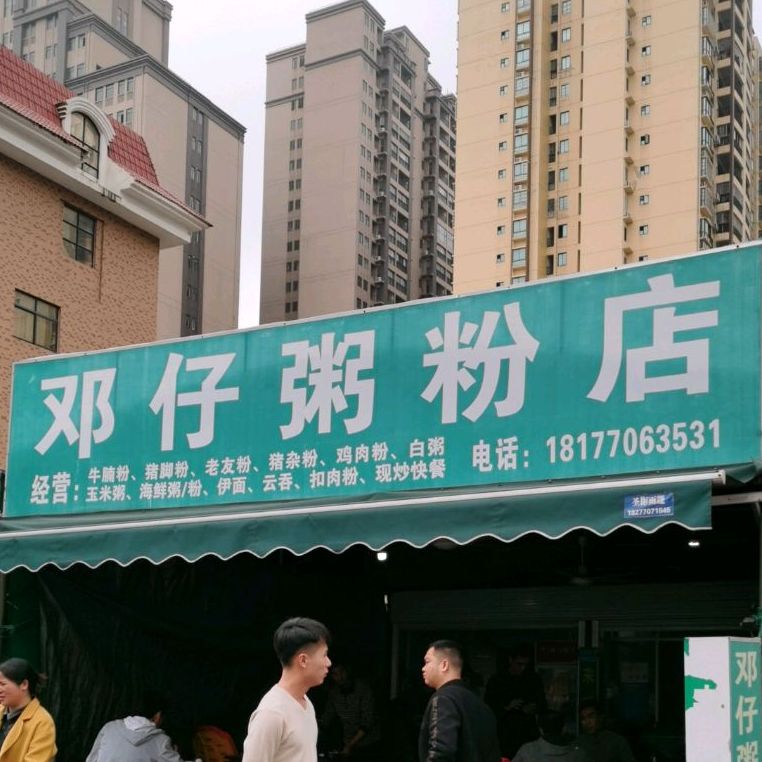 邓仔粥粉店
经营：牛腩粉、猪脚粉、老友粉、猪杂粉、鸡肉粉、白粥
玉米粥、海鲜粥/粉、伊面、云吞、扣肉粉、现炒快餐
电话：18177063531
13277071545
邓仔粥